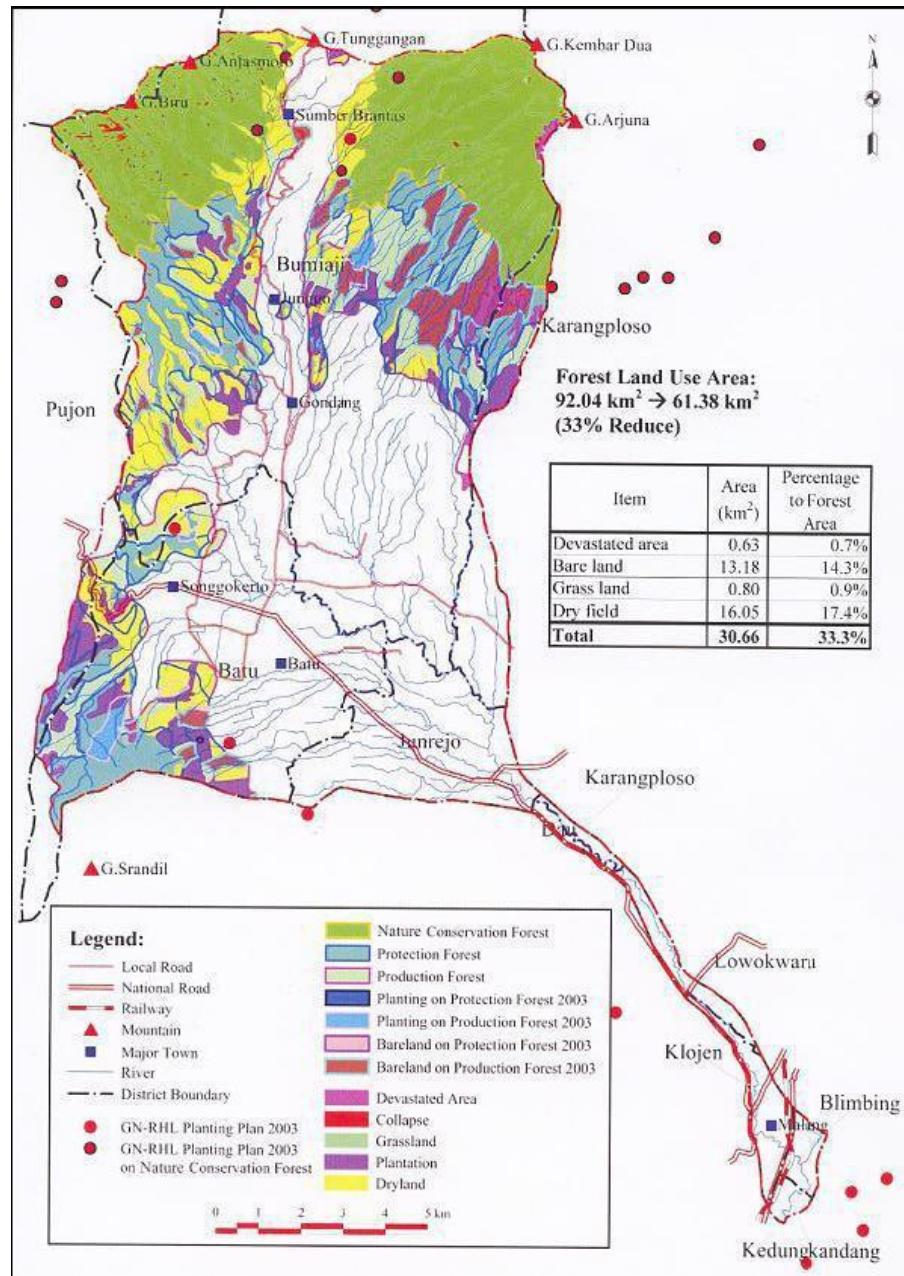 G.Tunggangan
G.Kembar Dua
G.Anjasmoro
G.Biru
N
Sumber Brantas
G.Arjuna
Bumiaji
Junggo
Karangploso
Pujon
Gondang
Forest Land Use Area:
92.04 km² → 61.38 km²
(33% Reduce)
Item Area (km²) Percentage to Forest Area
Devastated area 0.63 0.7%
Bare land 13.18 14.3%
Grass land 0.80 0.9%
Dry field 16.05 17.4%
Total 30.66 33.3%
Songgokerto
Batu
Batu
Junrejo
Karangploso
Dau
G.Srandil
Lowokwaru
Klojen
Blimbing
Malang
Kedungkandang
Legend:
Local Road
National Road
Railway
Mountain
Major Town
River
District Boundary
GN-RHL Planting Plan 2003
GN-RHL Planting Plan 2003
on Nature Conservation Forest
Nature Conservation Forest
Protection Forest
Production Forest
Planting on Protection Forest 2003
Planting on Production Forest 2003
Bareland on Protection Forest 2003
Bareland on Production Forest 2003
Devastated Area
Collapse
Grassland
Plantation
Dryland
0 1 2 3 4 5 km